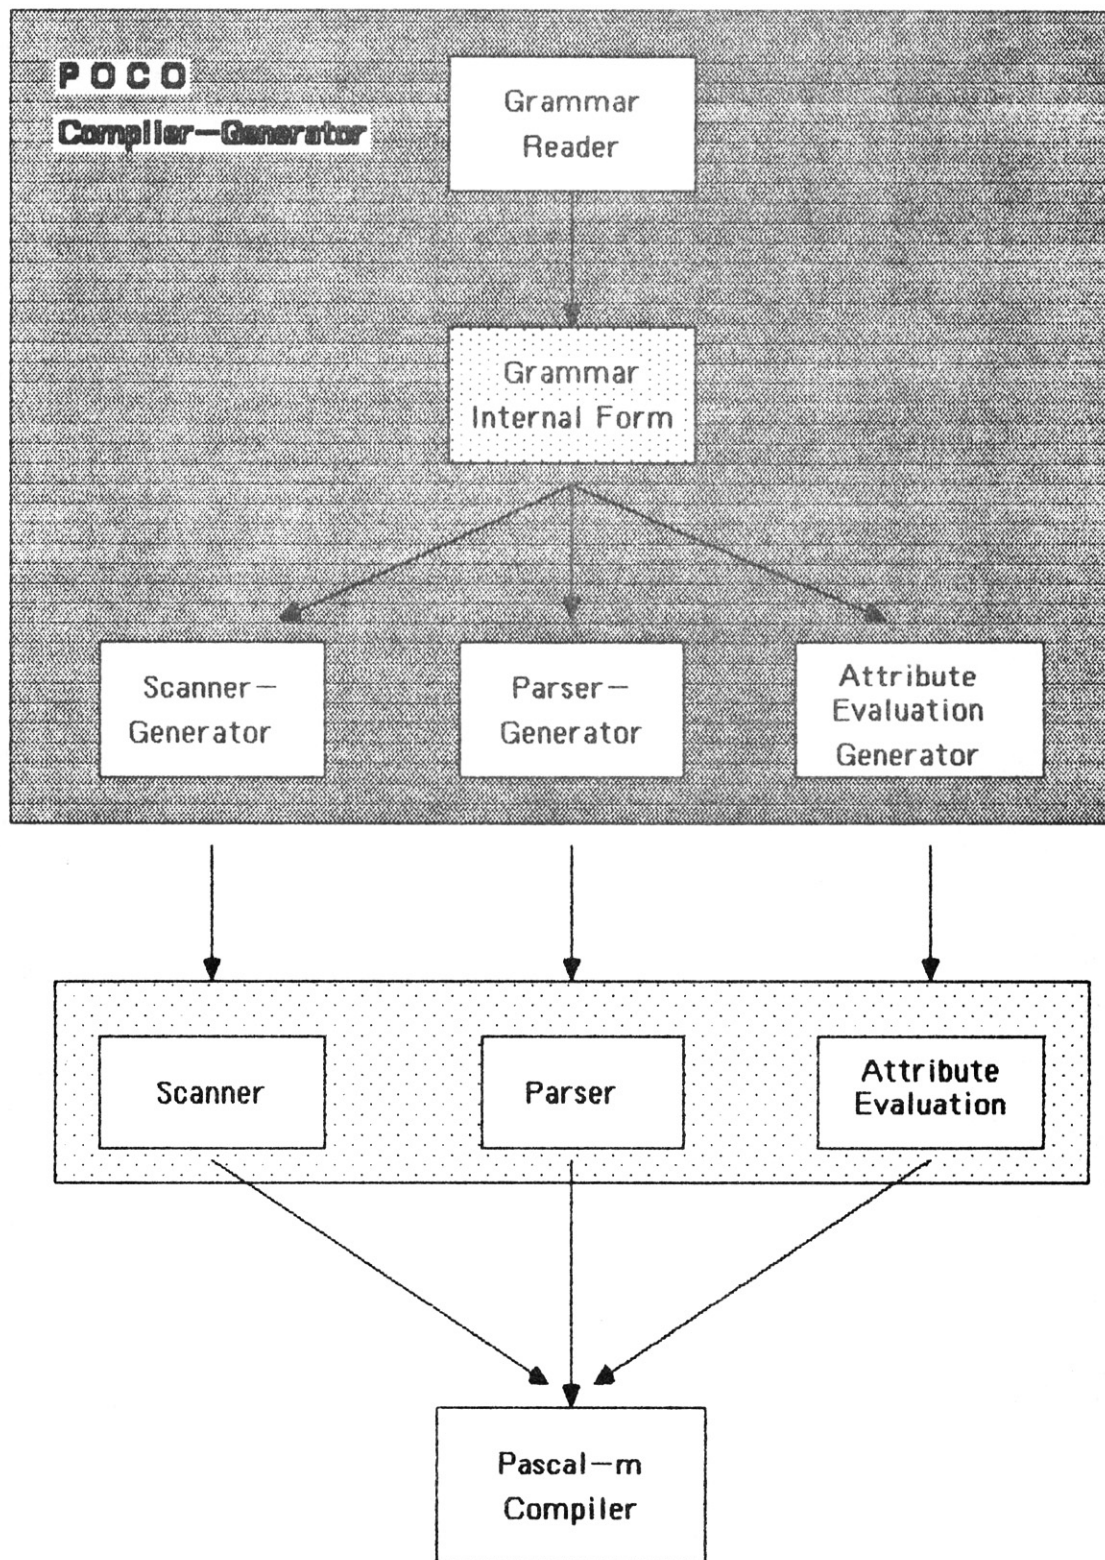 P O C O
Compiler-Generator
Grammar
Reader
Grammar
Internal Form
Scanner-
Generator
Parser-
Generator
Attribute
Evaluation
Generator
Scanner
Parser
Attribute
Evaluation
Pascal-m
Compiler